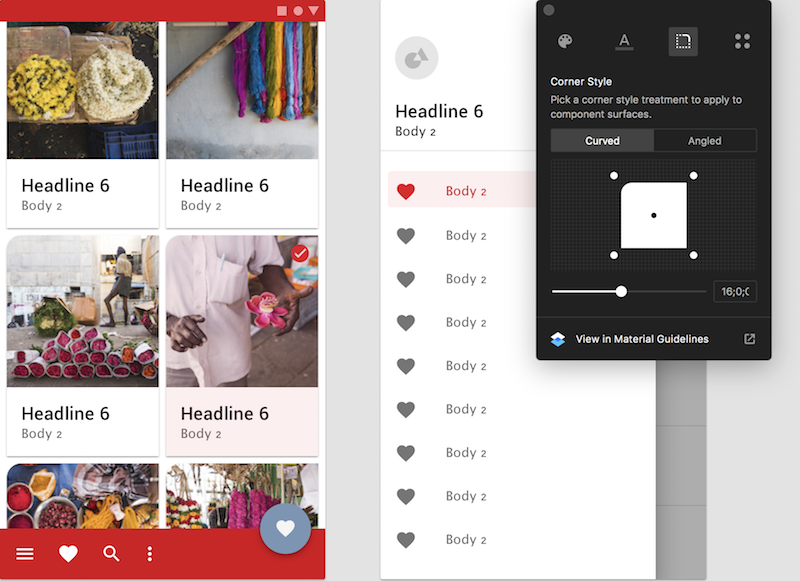 Headline 6
Body 2
Headline 6
Body 2
Headline 6
Body 2
Headline 6
Body 2
Headline 6
Body 2
Body 2
Body 2
Body 2
Body 2
Body 2
Body 2
Body 2
Body 2
Body 2
A
Corner Style
Pick a corner style treatment to apply to
component surfaces.
Curved
Angled
16;0;0
View in Material Guidelines